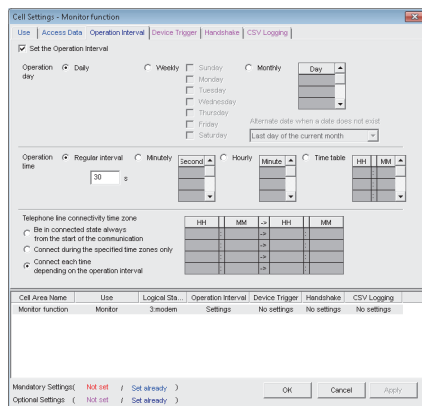 Cell Settings - Monitor function
Use | Access Data | Operation Interval | Device Trigger | Handshake | CSV Logging
Set the Operation Interval
Operation day Daily Weekly Sunday Monthly Day
Monday
Tuesday
Wednesday
Thursday
Friday Alternate date when a date does not exist
Saturday Last day of the current month
Operation time Regular interval Minutely Second Hourly Minute Time table HH : MM
30 s
Telephone line connectivity time zone HH MM -> HH MM
Be in connected state always : -> :
from the start of the communication : -> :
Connect during the specified time zones only : -> :
Connect each time : -> :
depending on the operation interval
Cell Area Name Use Logical Sta... Operation Interval Device Trigger Handshake CSV Logging
Monitor function Monitor 3:modem Settings No settings No settings No settings
Mandatory Settings( Not set / Set already ) OK Cancel Apply
Optional Settings ( Not set / Set already )